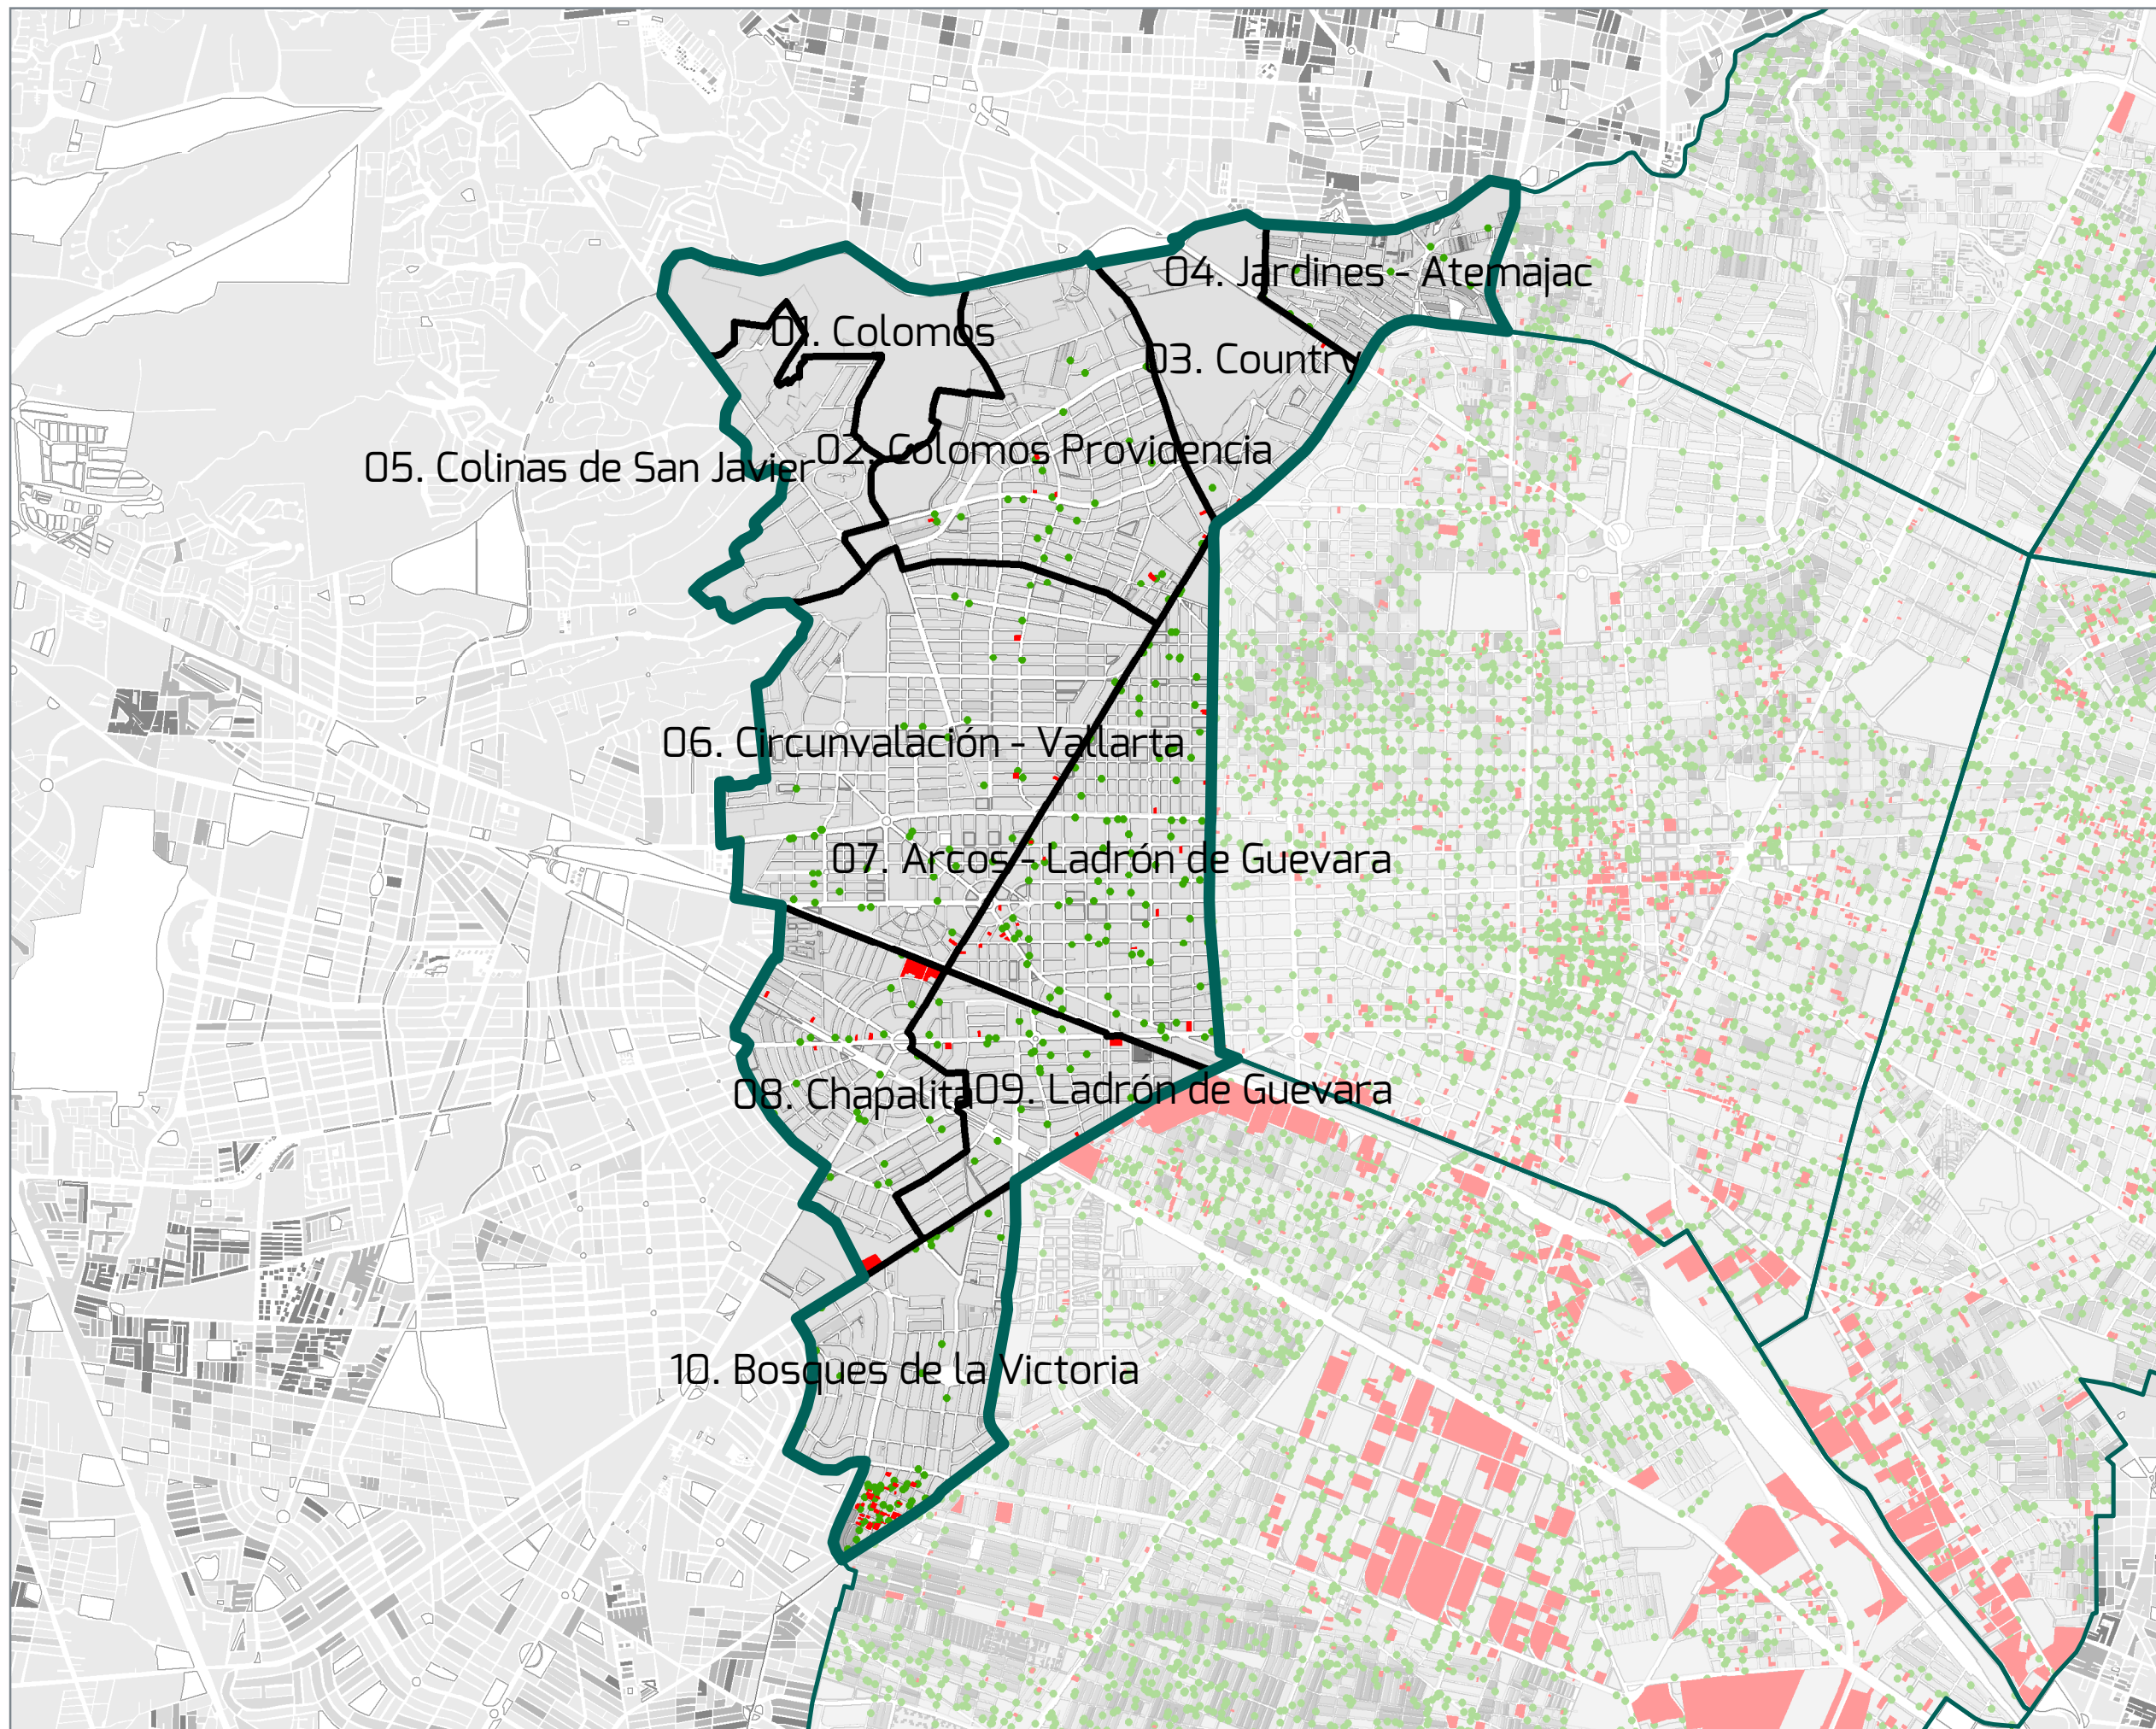 04. Jardines - Atemajac
01. Colomos
03. Country
02. Colomos Providencia
05. Colinas de San Javier
06. Circunvalación - Vallarta
07. Arcos - Ladrón de Guevara
08. Chapalita
09. Ladrón de Guevara
10. Bosques de la Victoria